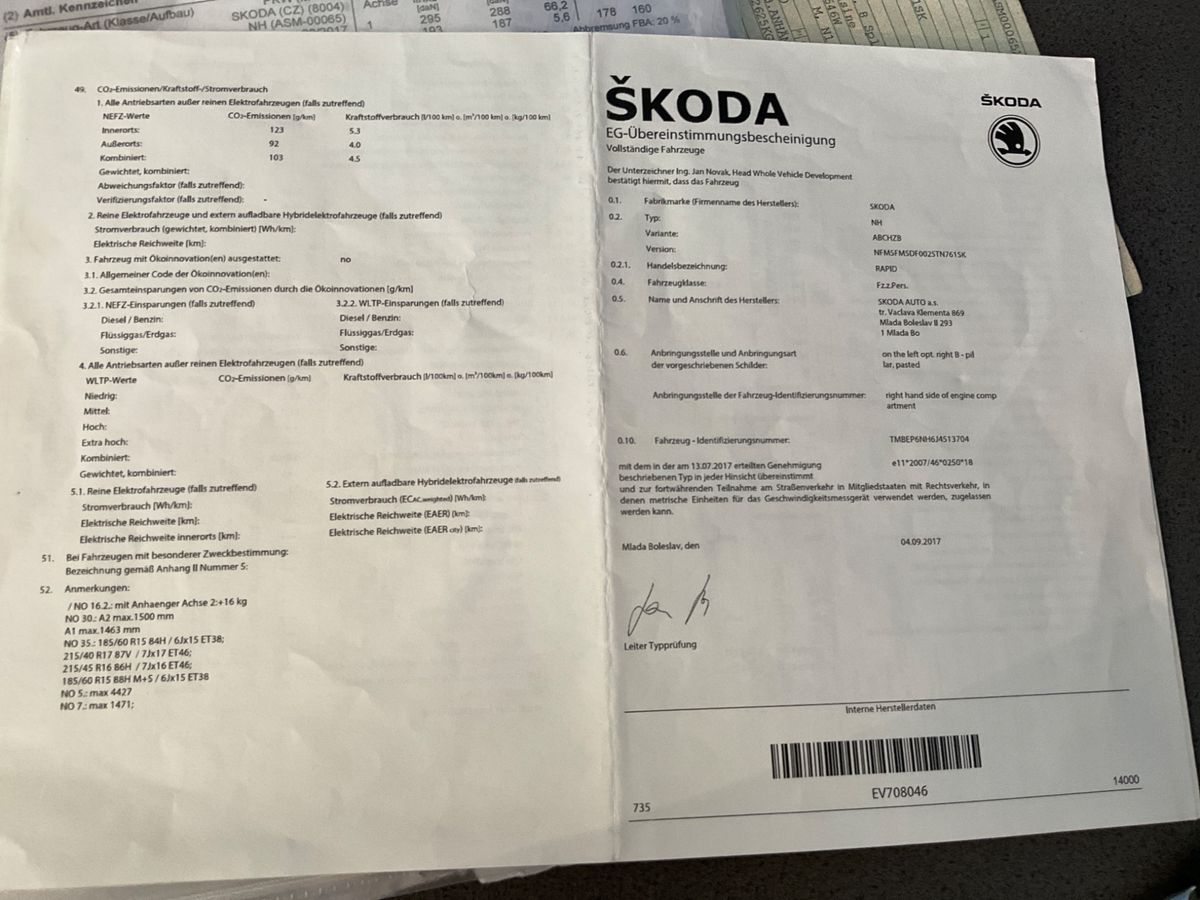 (2) Amtl. Kennzeichen
SKODA (CZ) (8004)
NH (ASM-00065)
Achse
[daN]
[daN]
1
295
288
66,2
187
5,6
178 160
Abbremsung FBA: 20 %
49. CO₂-Emissionen/Kraftstoff-/Stromverbrauch
1. Alle Antriebsarten außer reinen Elektrofahrzeugen (falls zutreffend)
NEFZ-Werte CO₂-Emissionen [g/km] Kraftstoffverbrauch [l/100 km] o. [m³/100 km] o. [kg/100 km]
Innerorts: 123 5.3
Außerorts: 92 4.0
Kombiniert: 103 4.5
Gewichtet, kombiniert:
Abweichungsfaktor (falls zutreffend):
Verifizierungsfaktor (falls zutreffend): -
2. Reine Elektrofahrzeuge und extern aufladbare Hybridelektrofahrzeuge (falls zutreffend)
Stromverbrauch (gewichtet, kombiniert) [Wh/km]:
Elektrische Reichweite [km]:
3. Fahrzeug mit Ökoinnovation(en) ausgestattet: no
3.1. Allgemeiner Code der Ökoinnovation(en):
3.2. Gesamteinsparungen von CO₂-Emissionen durch die Ökoinnovationen [g/km]
3.2.1. NEFZ-Einsparungen (falls zutreffend) 3.2.2. WLTP-Einsparungen (falls zutreffend)
Diesel / Benzin: Diesel / Benzin:
Flüssiggas/Erdgas: Flüssiggas/Erdgas:
Sonstige: Sonstige:
4. Alle Antriebsarten außer reinen Elektrofahrzeugen (falls zutreffend)
WLTP-Werte CO₂-Emissionen [g/km] Kraftstoffverbrauch [l/100km] o. [m³/100km] o. [kg/100km]
Niedrig:
Mittel:
Hoch:
Extra hoch:
Kombiniert:
Gewichtet, kombiniert:
5.1. Reine Elektrofahrzeuge (falls zutreffend) 5.2. Extern aufladbare Hybridelektrofahrzeuge (falls zutreffend)
Stromverbrauch [Wh/km]: Stromverbrauch (ECAC,weighted) [Wh/km]:
Elektrische Reichweite [km]: Elektrische Reichweite (EAER) [km]:
Elektrische Reichweite innerorts [km]: Elektrische Reichweite (EAER city) [km]:
51. Bei Fahrzeugen mit besonderer Zweckbestimmung:
Bezeichnung gemäß Anhang II Nummer 5:
52. Anmerkungen:
/ NO 16.2.: mit Anhaenger Achse 2:+16 kg
NO 30.: A2 max.1500 mm
A1 max.1463 mm
NO 35.: 185/60 R15 84H / 6Jx15 ET38;
215/40 R17 87V / 7Jx17 ET46;
215/45 R16 86H / 7Jx16 ET46;
185/60 R15 88H M+S / 6Jx15 ET38
NO 5.: max 4427
NO 7.: max 1471;
ŠKODA
ŠKODA
EG-Übereinstimmungsbescheinigung
Vollständige Fahrzeuge
Der Unterzeichner Ing. Jan Novak, Head Whole Vehicle Development
bestätigt hiermit, dass das Fahrzeug
0.1. Fabrikmarke (Firmenname des Herstellers): SKODA
0.2. Typ: NH
Variante: ABCHZB
Version: NFM5FM5DF0025TN761SK
0.2.1. Handelsbezeichnung: RAPID
0.4. Fahrzeugklasse: Fz.z.Pers.
0.5. Name und Anschrift des Herstellers: SKODA AUTO a.s.
tr. Vaclava Klementa 869
Mlada Boleslav II 293
1 Mlada Bo
0.6. Anbringungsstelle und Anbringungsart on the left opt. right B - pil
der vorgeschriebenen Schilder: lar, pasted
Anbringungsstelle der Fahrzeug-Identifizierungsnummer: right hand side of engine comp
artment
0.10. Fahrzeug - Identifizierungsnummer: TMBEP6NH6J4513704
mit dem in der am 13.07.2017 erteilten Genehmigung e11*2007/46*0250*18
beschriebenen Typ in jeder Hinsicht übereinstimmt
und zur fortwährenden Teilnahme am Straßenverkehr in Mitgliedstaaten mit Rechtsverkehr, in
denen metrische Einheiten für das Geschwindigkeitsmessgerät verwendet werden, zugelassen
werden kann.
Mlada Boleslav, den 04.09.2017
Leiter Typprüfung
Interne Herstellerdaten
EV708046
735 14000